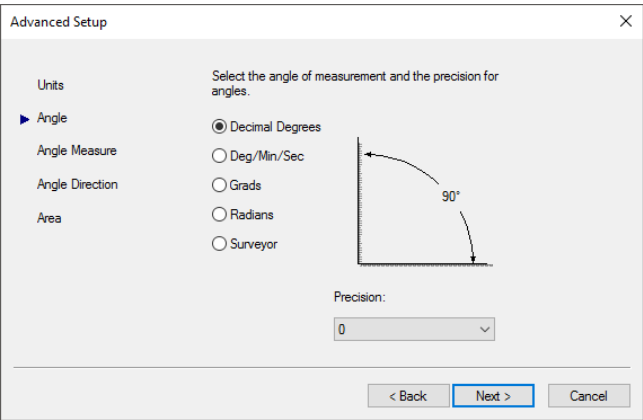 Advanced Setup
Units
Angle
Angle Measure
Angle Direction
Area
Select the angle of measurement and the precision for
angles.
Decimal Degrees
Deg/Min/Sec
Grads
Radians
Surveyor
90°
Precision:
0
< Back
Next >
Cancel